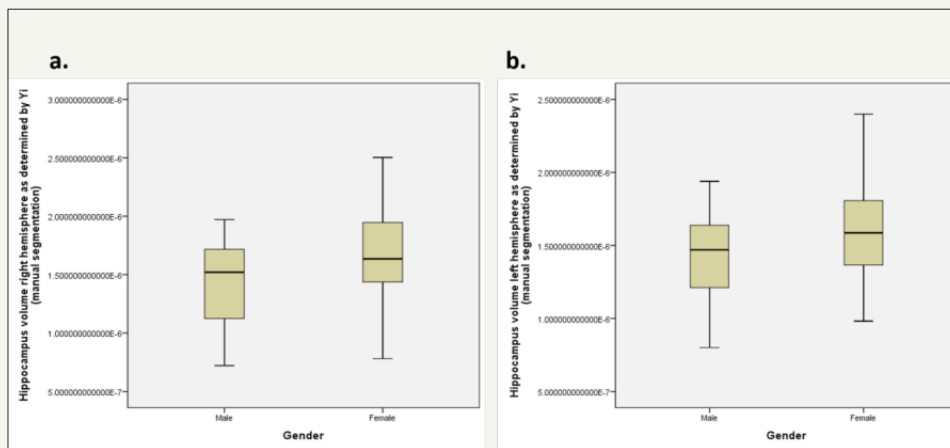 a.
Hippocampus volume right hemisphere as determined by Yi
(manual segmentation)
3.000000000000E-6
2.500000000000E-6
2.000000000000E-6
1.500000000000E-6
1.000000000000E-6
5.000000000000E-7
Male
Female
Gender
b.
Hippocampus volume left hemisphere as determined by Yi
(manual segmentation)
2.500000000000E-6
2.000000000000E-6
1.500000000000E-6
1.000000000000E-6
5.000000000000E-7
Male
Female
Gender